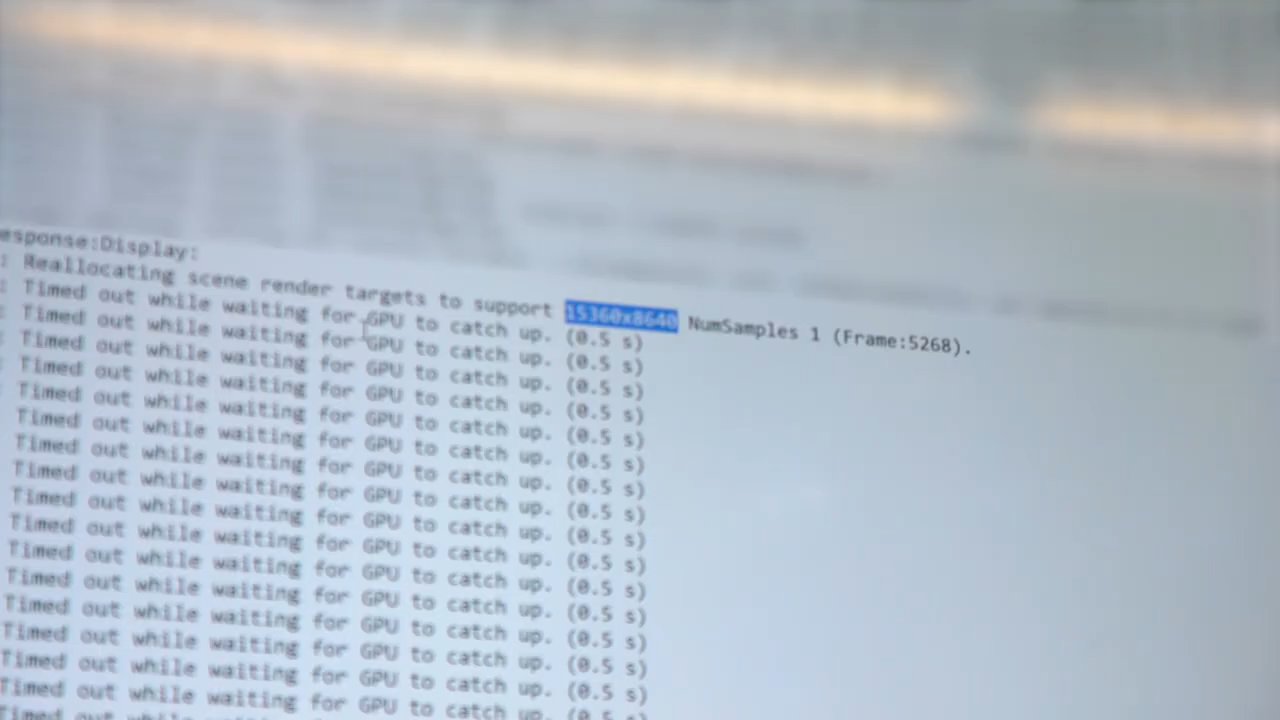 esponse:Display:
: Reallocating scene render targets to support 15360x8640 NumSamples 1 (Frame:5268).
: Timed out while waiting for GPU to catch up. (0.5 s)
: Timed out while waiting for GPU to catch up. (0.5 s)
: Timed out while waiting for GPU to catch up. (0.5 s)
: Timed out while waiting for GPU to catch up. (0.5 s)
: Timed out while waiting for GPU to catch up. (0.5 s)
Timed out while waiting for GPU to catch up. (0.5 s)
Timed out while waiting for GPU to catch up. (0.5 s)
Timed out while waiting for GPU to catch up. (0.5 s)
Timed out while waiting for GPU to catch up. (0.5 s)
Timed out while waiting for GPU to catch up. (0.5 s)
Timed out while waiting for GPU to catch up. (0.5 s)
Timed out while waiting for GPU to catch up. (0.5 s)
Timed out while waiting for GPU to catch up. (0.5 s)
Timed out while waiting for GPU to catch up. (0.5 s)
Timed out while waiting for GPU to catch up. (0.5 s)
Timed out while waiting for GPU to catch up. (0.5 s)
Timed out